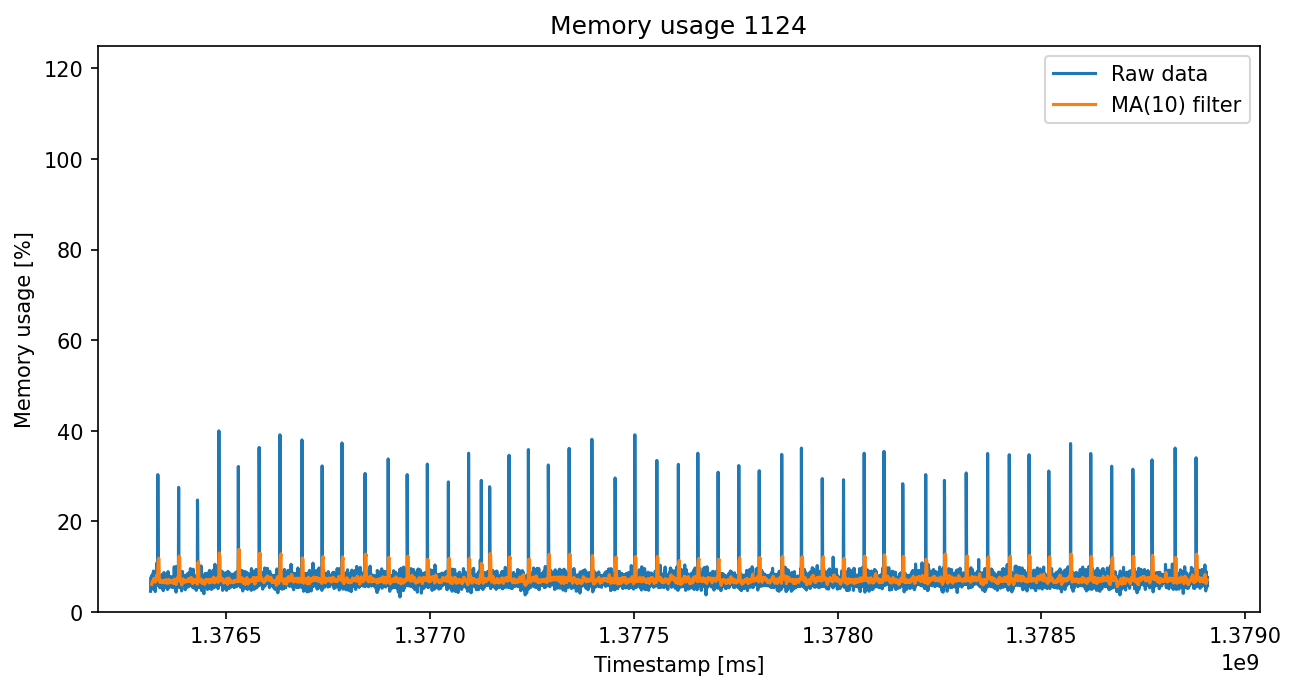 Memory usage 1124
Raw data
MA(10) filter
Memory usage [%]
120
100
80
60
40
20
0
1.3765 1.3770 1.3775 1.3780 1.3785 1.3790
1e9
Timestamp [ms]